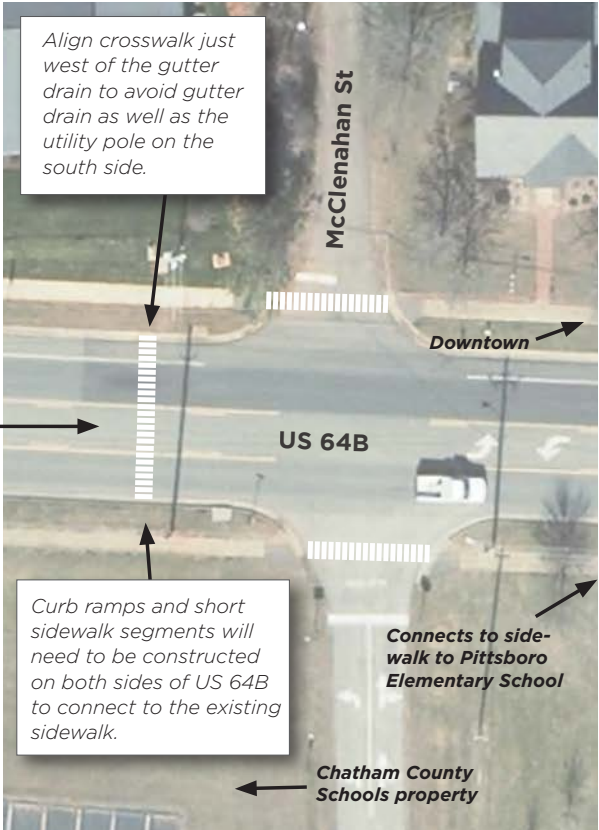 Align crosswalk just
west of the gutter
drain to avoid gutter
drain as well as the
utility pole on the
south side.
McClenahan St
Downtown
US 64B
Curb ramps and short
sidewalk segments will
need to be constructed
on both sides of US 64B
to connect to the existing
sidewalk.
Connects to side-
walk to Pittsboro
Elementary School
Chatham County
Schools property